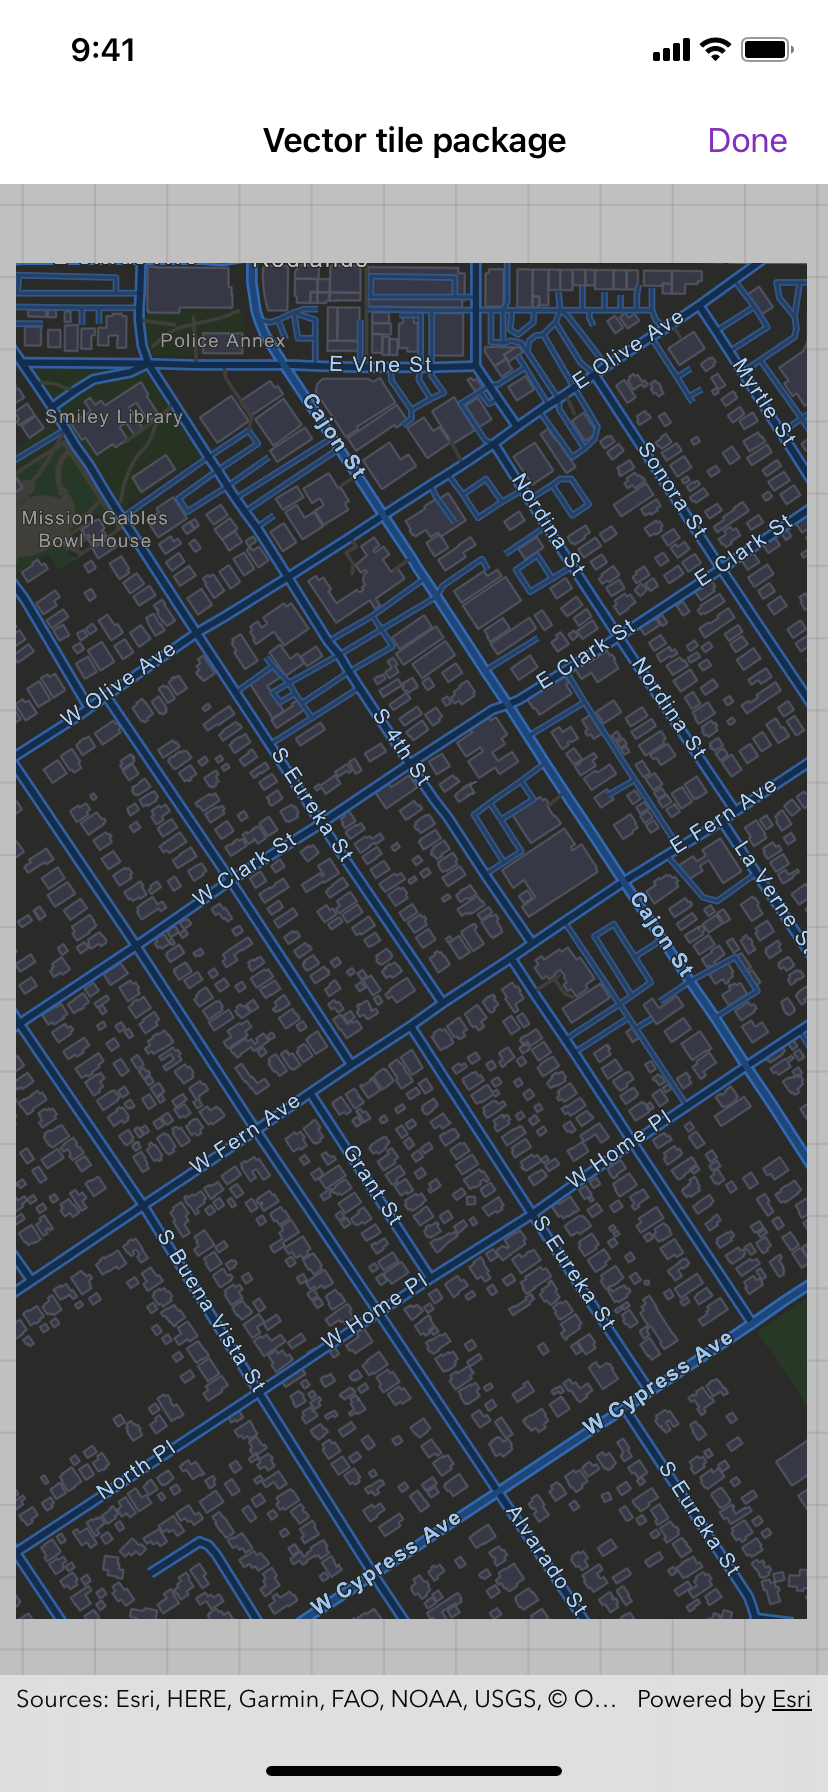 9:41
Vector tile package
Done
Police Annex
E Vine St
E Olive Ave
Myrtle St
Smiley Library
Cajon St
Sonora St
Nordina St
Mission Gables
Bowl House
E Clark St
E Clark St
W Olive Ave
Nordina St
S 4th St
S Eureka St
E Fern Ave
W Clark St
La Verne St
Cajon St
W Fern Ave
Grant St
W Home Pl
S Buena Vista St
S Eureka St
W Home Pl
W Cypress Ave
North Pl
S Eureka St
W Cypress Ave
Alvarado St
Sources: Esri, HERE, Garmin, FAO, NOAA, USGS, © O...
Powered by Esri